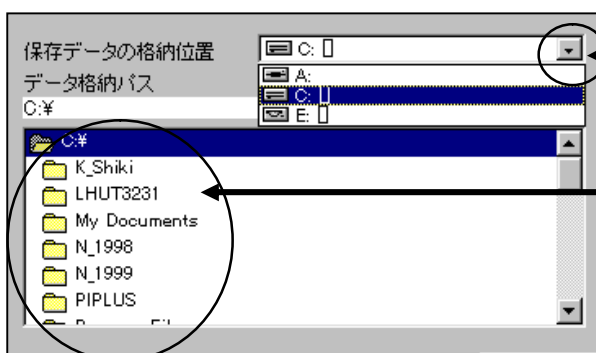 保存データの格納位置
C: []
データ格納パス
A:
C: []
C:¥
E: []
C:¥
K_Shiki
LHUT3231
My Documents
N_1998
N_1999
PIPLUS